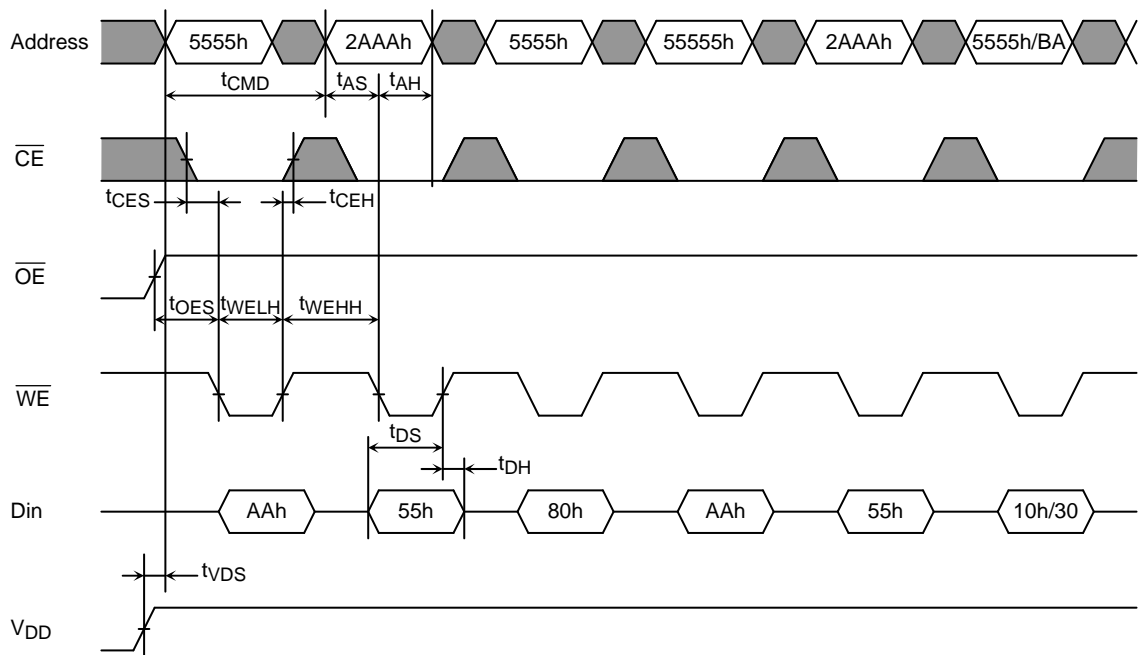 Address 5555h 2AAAh 5555h 55555h 2AAAh 5555h/BA
tCMD tAS tAH
CE
tCES tCEH
OE
tOES tWELH tWEHH
WE
tDS
tDH
Din AAh 55h 80h AAh 55h 10h/30
tVDS
VDD